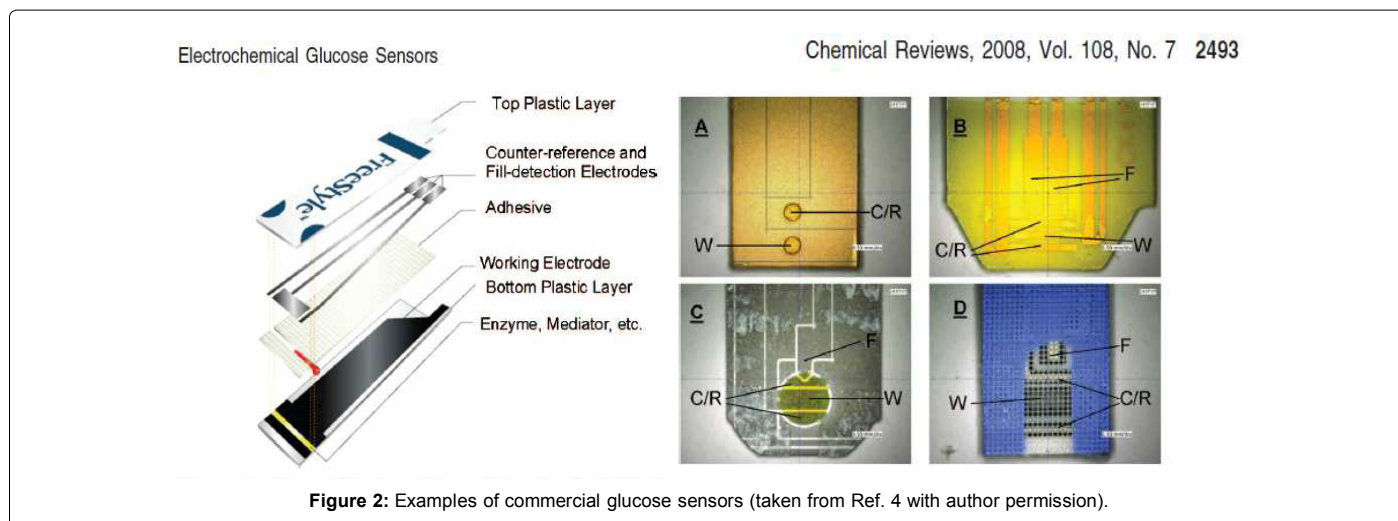 Electrochemical Glucose Sensors
Chemical Reviews, 2008, Vol. 108, No. 7 2493
Top Plastic Layer
Counter-reference and
Fill-detection Electrodes
Adhesive
Working Electrode
Bottom Plastic Layer
Enzyme, Mediator, etc.
FreeStyle
A
C/R
W
B
F
C/R
W
C
F
C/R
W
D
F
W
C/R
Figure 2: Examples of commercial glucose sensors (taken from Ref. 4 with author permission).